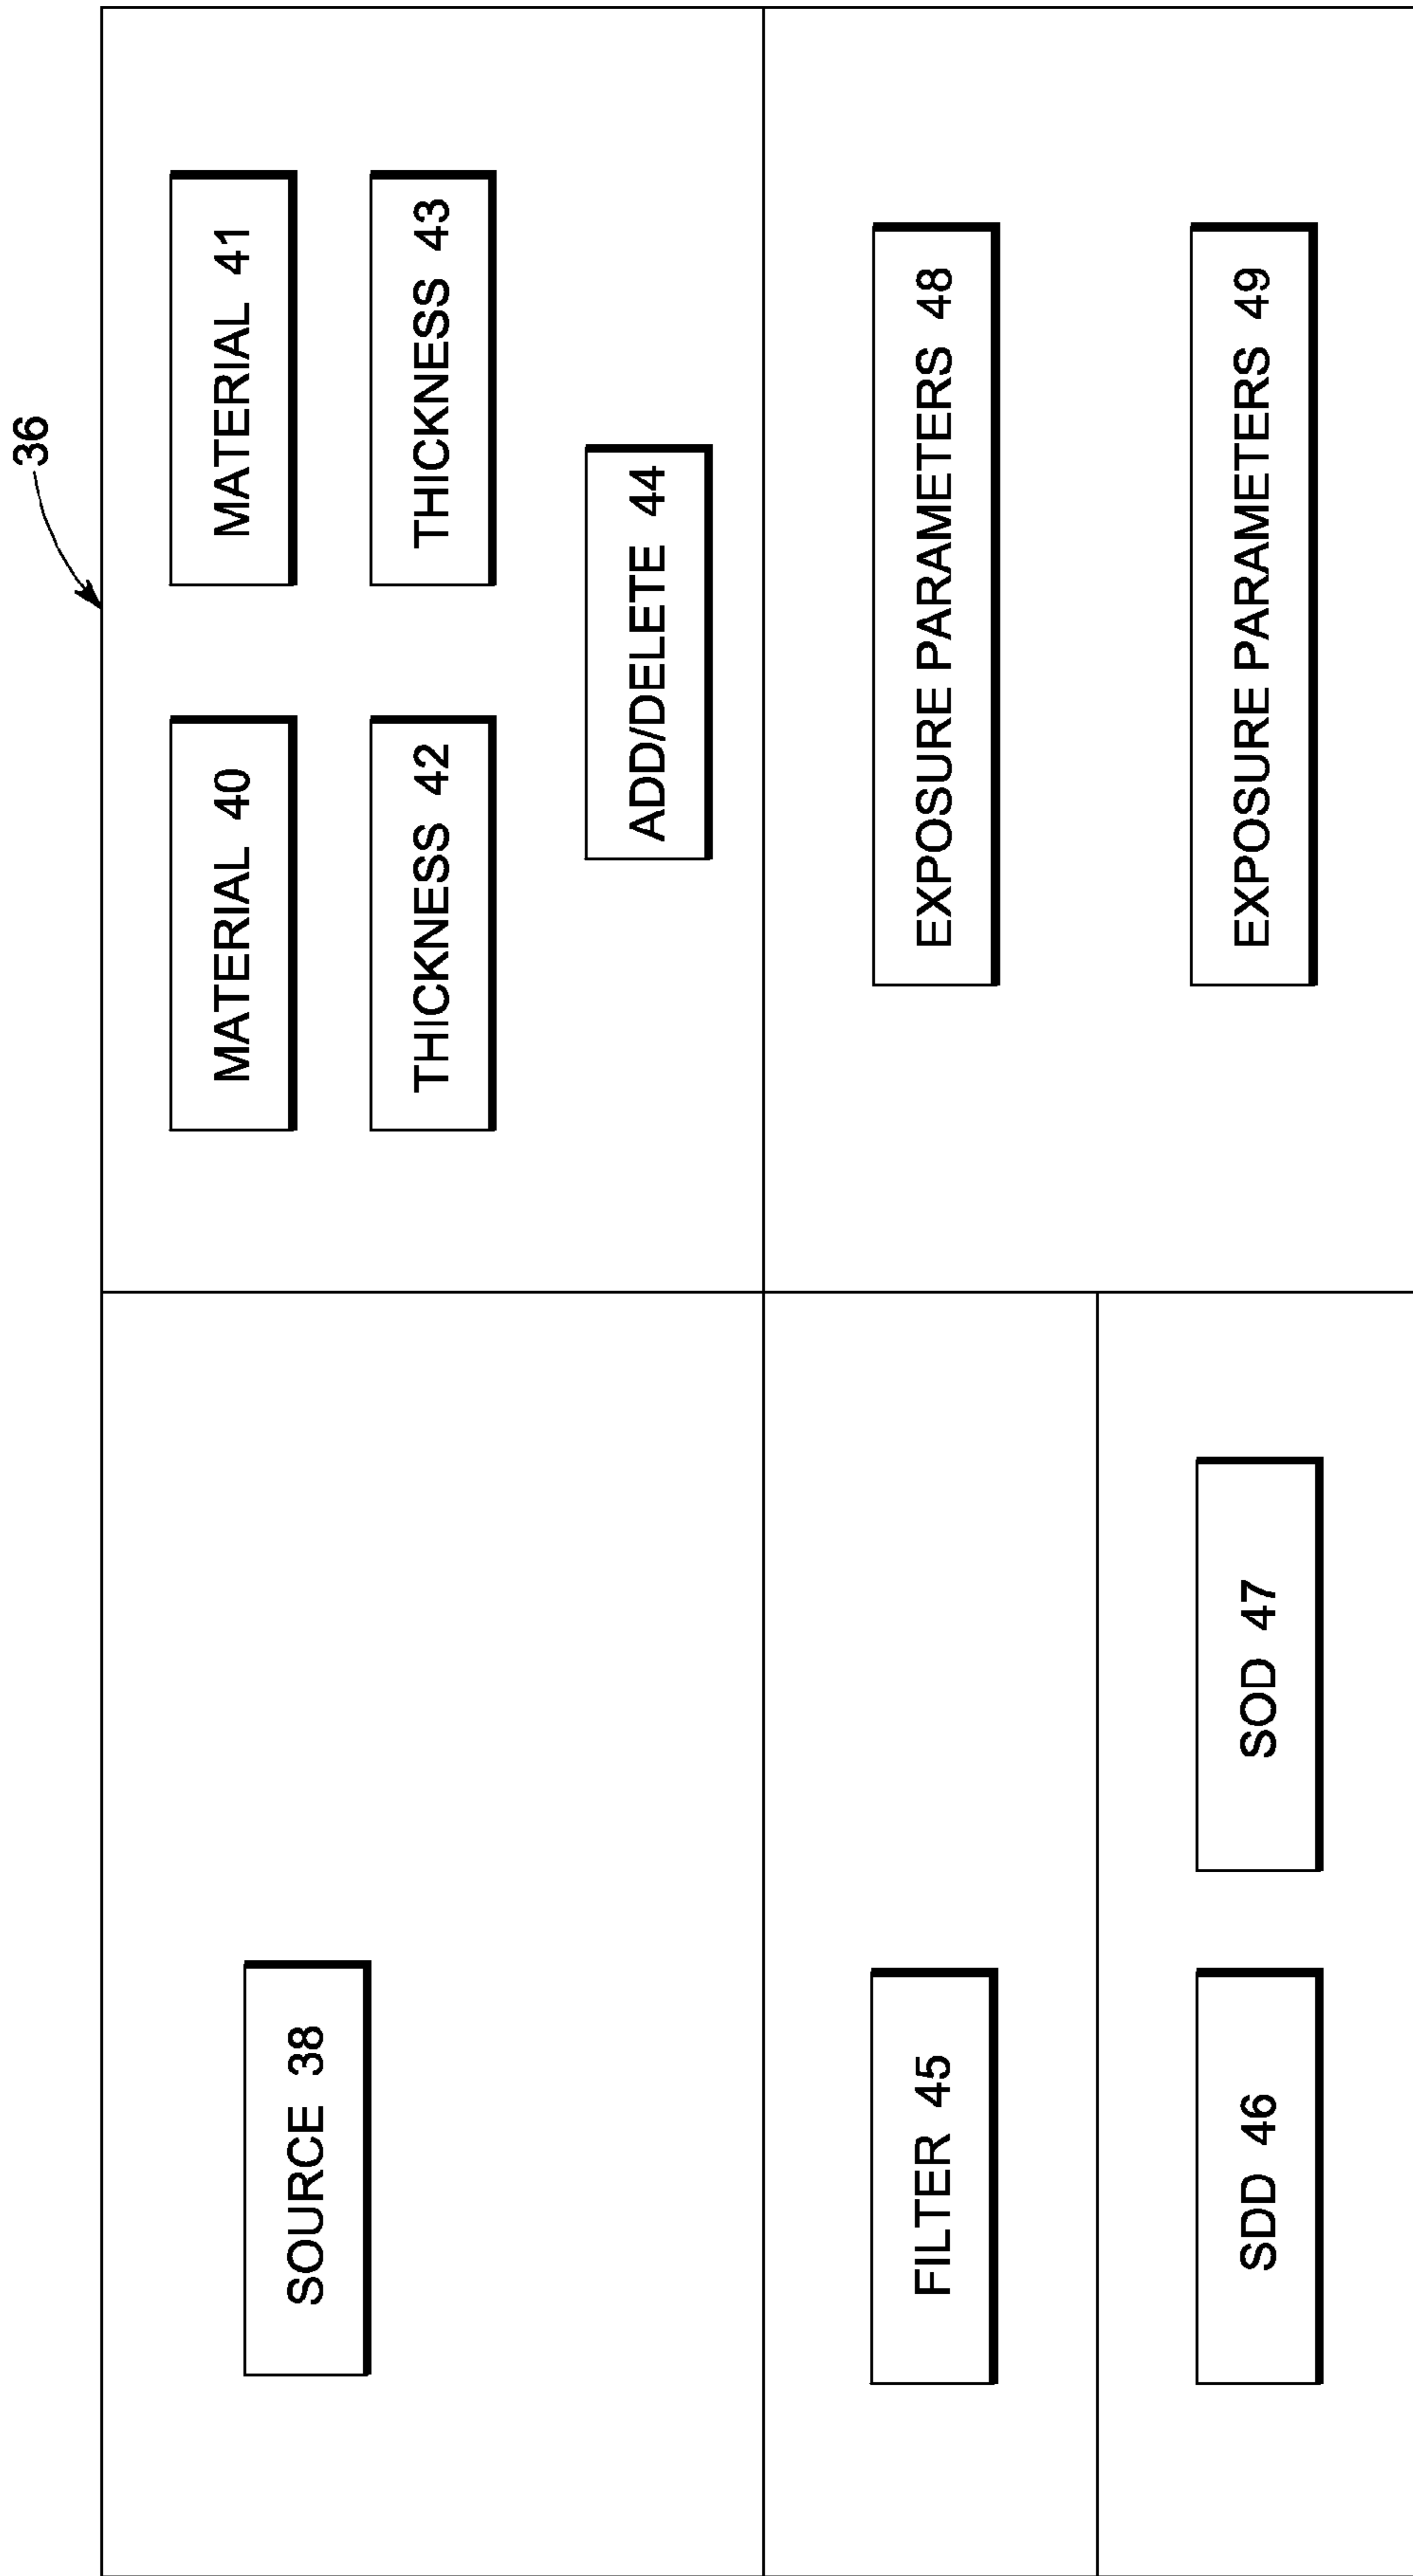 36
SOURCE 38
MATERIAL 40
MATERIAL 41
THICKNESS 42
THICKNESS 43
ADD/DELETE 44
FILTER 45
SDD 46
SOD 47
EXPOSURE PARAMETERS 48
EXPOSURE PARAMETERS 49